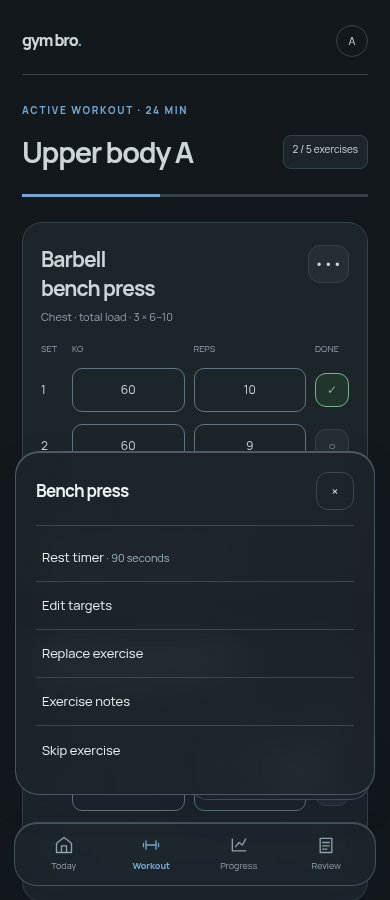 gym bro.
A
ACTIVE WORKOUT · 24 MIN
Upper body A
2 / 5 exercises
Barbell
bench press
Chest · total load · 3 × 6–10
SET KG REPS DONE
1 60 10 ✓
2 60 9
Bench press
×
Rest timer · 90 seconds
Edit targets
Replace exercise
Exercise notes
Skip exercise
Today Workout Progress Review